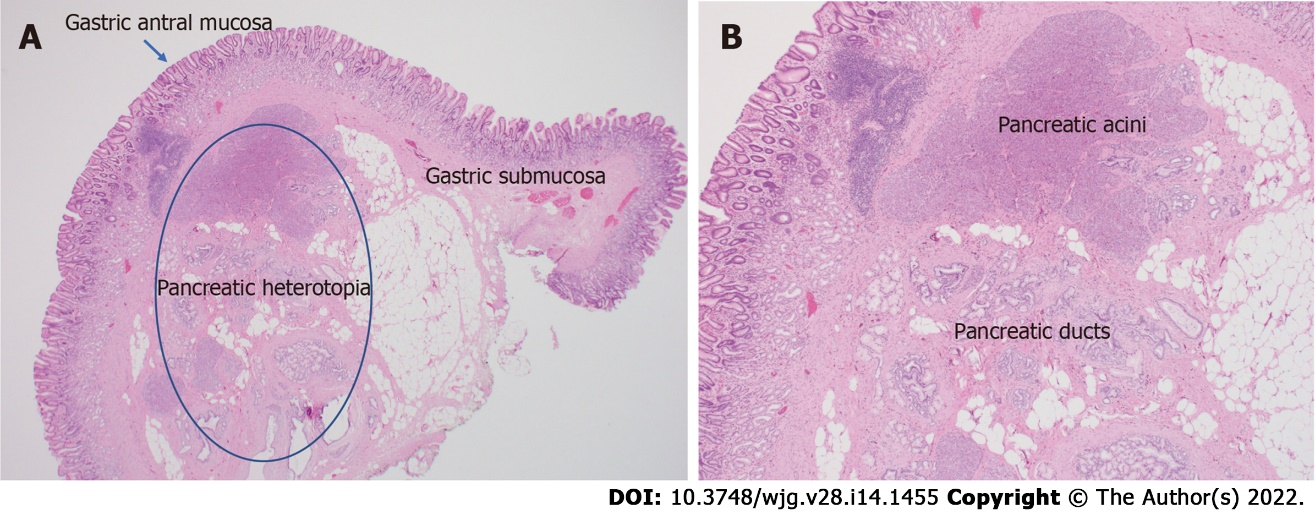 A
Gastric antral mucosa
Gastric submucosa
Pancreatic heterotopia
B
Pancreatic acini
Pancreatic ducts
DOI: 10.3748/wjg.v28.i14.1455 Copyright © The Author(s) 2022.